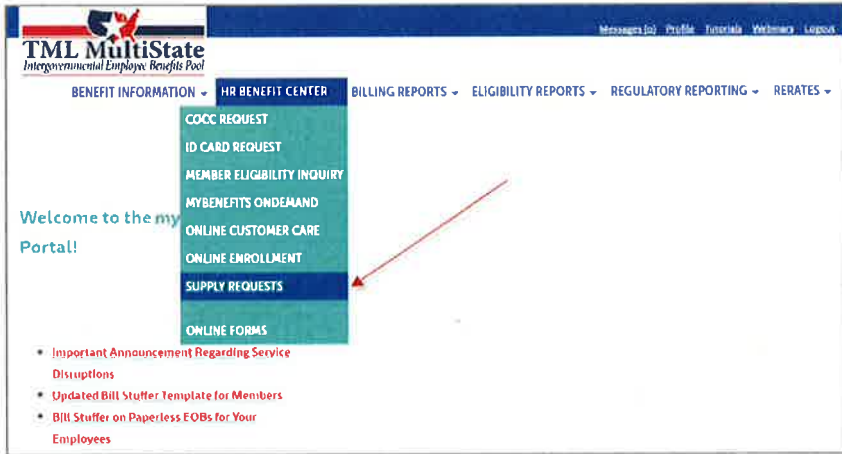 TML MultiState
Intergovernmental Employee Benefits Pool
Messages (0) Profile Tutorials Webinars Logout
BENEFIT INFORMATION HR BENEFIT CENTER BILLING REPORTS ELIGIBILITY REPORTS REGULATORY REPORTING RERATES
COCC REQUEST
ID CARD REQUEST
MEMBER ELIGIBILITY INQUIRY
MYBENEFITS ONDEMAND
ONLINE CUSTOMER CARE
ONLINE ENROLLMENT
SUPPLY REQUESTS
ONLINE FORMS
Welcome to the my
Portal!
Important Announcement Regarding Service
Disruptions
Updated Bill Stuffer Template for Members
Bill Stuffer on Paperless EOBs for Your
Employees